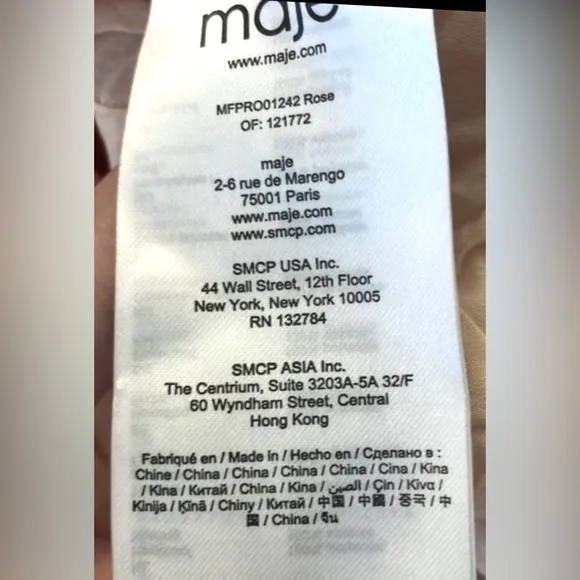 maje
www.maje.com
MFPRO01242 Rose
OF: 121772
maje
2-6 rue de Marengo
75001 Paris
www.maje.com
www.smcp.com
SMCP USA Inc.
44 Wall Street, 12th Floor
New York, New York 10005
RN 132784
SMCP ASIA Inc.
The Centrium, Suite 3203A-5A 32/F
60 Wyndham Street, Central
Hong Kong
Fabriqué en / Made in / Hecho en / Сделано в :
Chine / China / China / China / China / Cina / Kina
/ Kina / Китай / China / Kina / الصين / Çin / Κίνα /
Kinija / Ķīnā / Chiny / Китай / 中国 / 中國 / 중국 / 中
国 / China / จีน